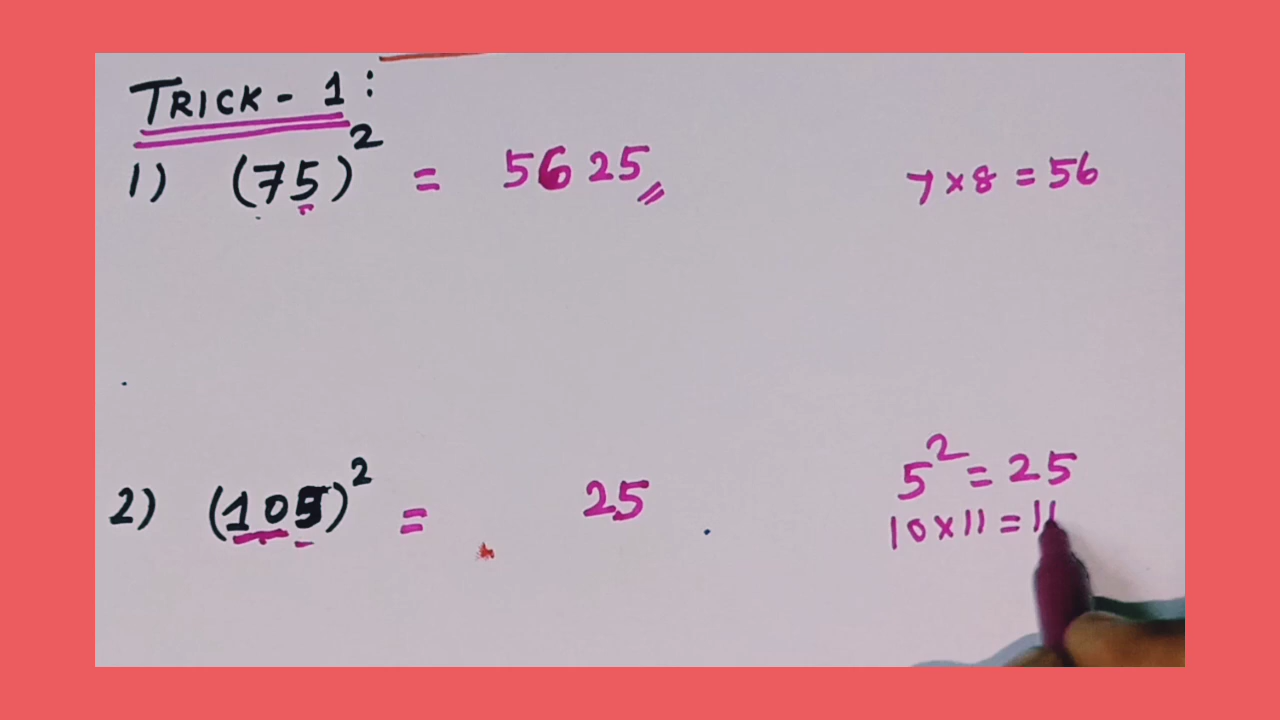 TRICK - 1 :
1) (75)² = 5625 7 × 8 = 56
5² = 25
2) (105)² = 25
10 × 11 = 11